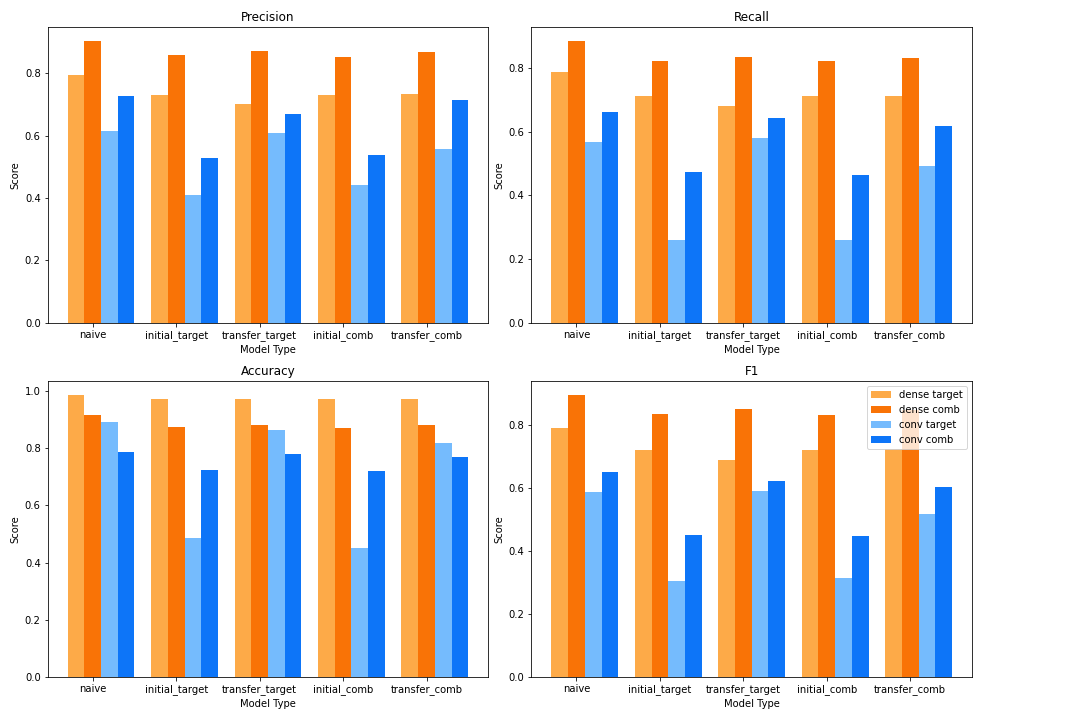 Precision
Score
0.8
0.6
0.4
0.2
0.0
naive initial_target transfer_target initial_comb transfer_comb
Model Type
Recall
Score
0.8
0.6
0.4
0.2
0.0
naive initial_target transfer_target initial_comb transfer_comb
Model Type
Accuracy
Score
1.0
0.8
0.6
0.4
0.2
0.0
naive initial_target transfer_target initial_comb transfer_comb
Model Type
F1
Score
0.8
0.6
0.4
0.2
0.0
dense target
dense comb
conv target
conv comb
naive initial_target transfer_target initial_comb transfer_comb
Model Type